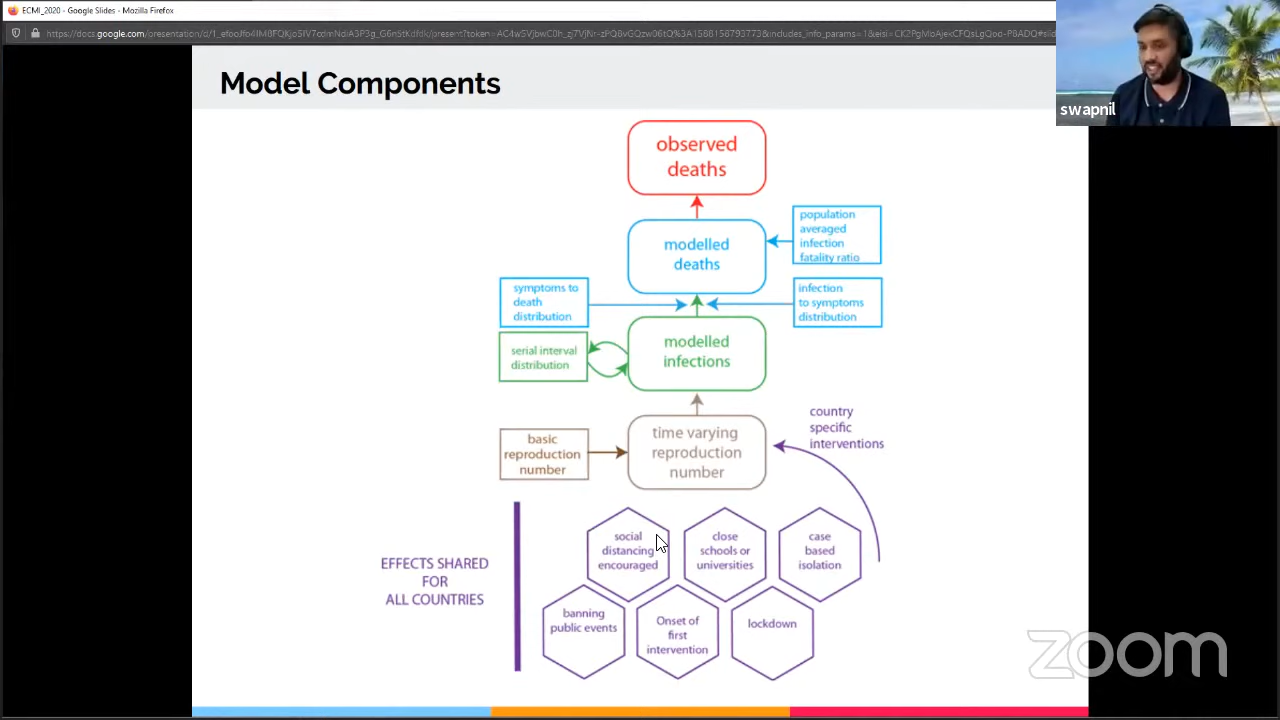 ECMI_2020 - Google Slides - Mozilla Firefox
Model Components
swapnil
observed
deaths
modelled
deaths
population
averaged
infection
fatality ratio
symptoms to
death
distribution
infection
to symptoms
distribution
serial interval
distribution
modelled
infections
country
specific
interventions
basic
reproduction
number
time varying
reproduction
number
EFFECTS SHARED
FOR
ALL COUNTRIES
social
distancing
encouraged
close
schools or
universities
case
based
isolation
banning
public events
Onset of
first
intervention
lockdown
zoom